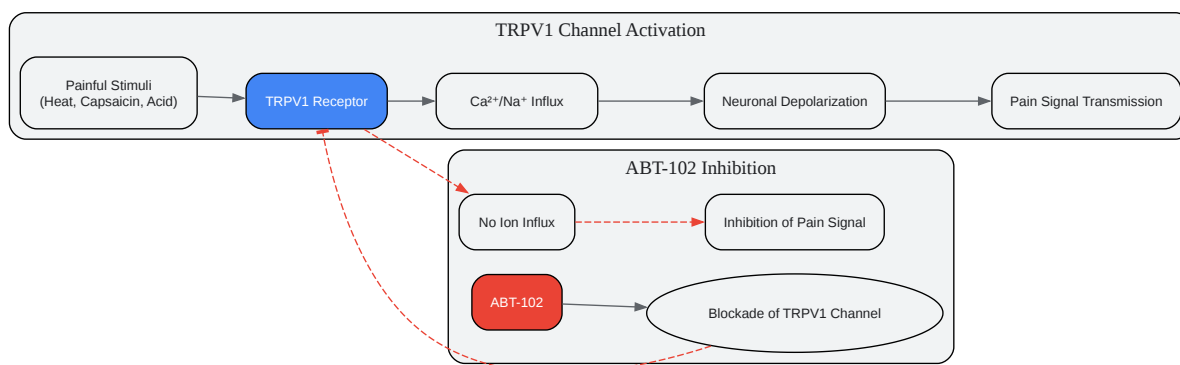 TRPV1 Channel Activation
Painful Stimuli
(Heat, Capsaicin, Acid)
TRPV1 Receptor
Ca²⁺/Na⁺ Influx
Neuronal Depolarization
Pain Signal Transmission
ABT-102 Inhibition
No Ion Influx
Inhibition of Pain Signal
ABT-102
Blockade of TRPV1 Channel